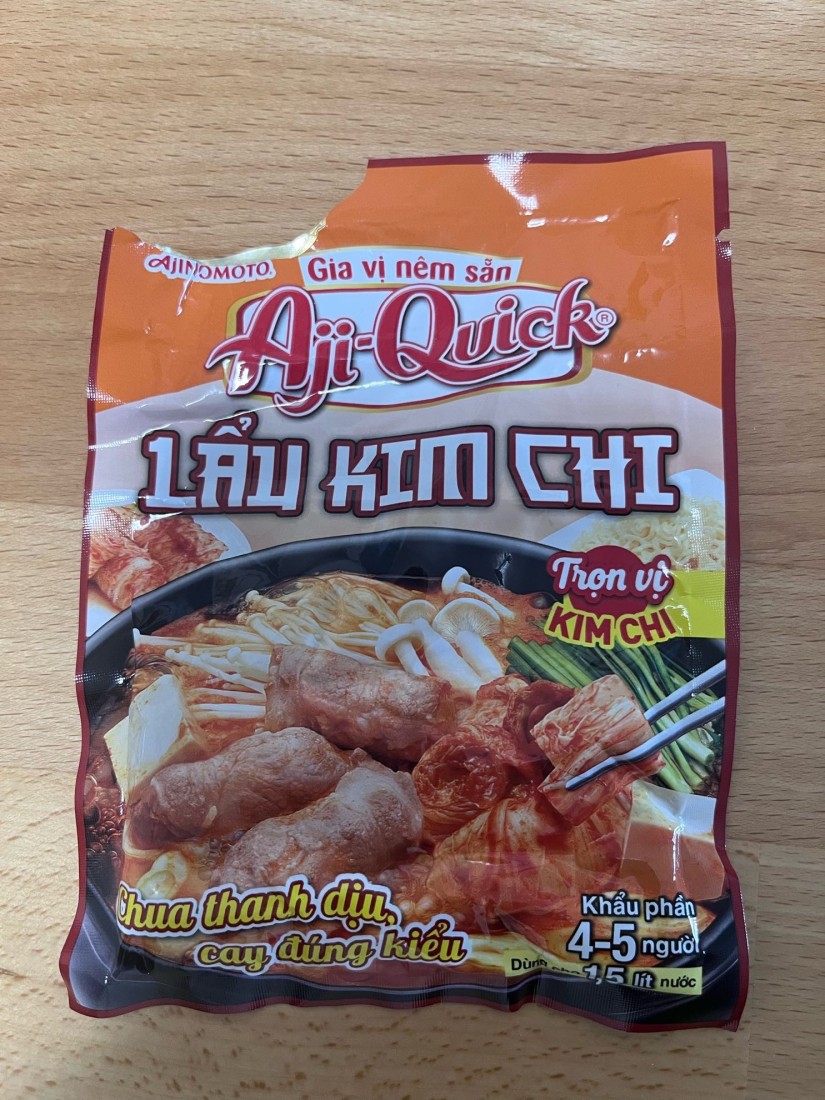 AJINOMOTO®
Gia vị nêm sẵn
Aji-Quick®
LẨU KIM CHI
Trọn vị
KIM CHI
Chua thanh dịu,
cay đúng kiểu
Khẩu phần
4-5 người
1,5 lít nước